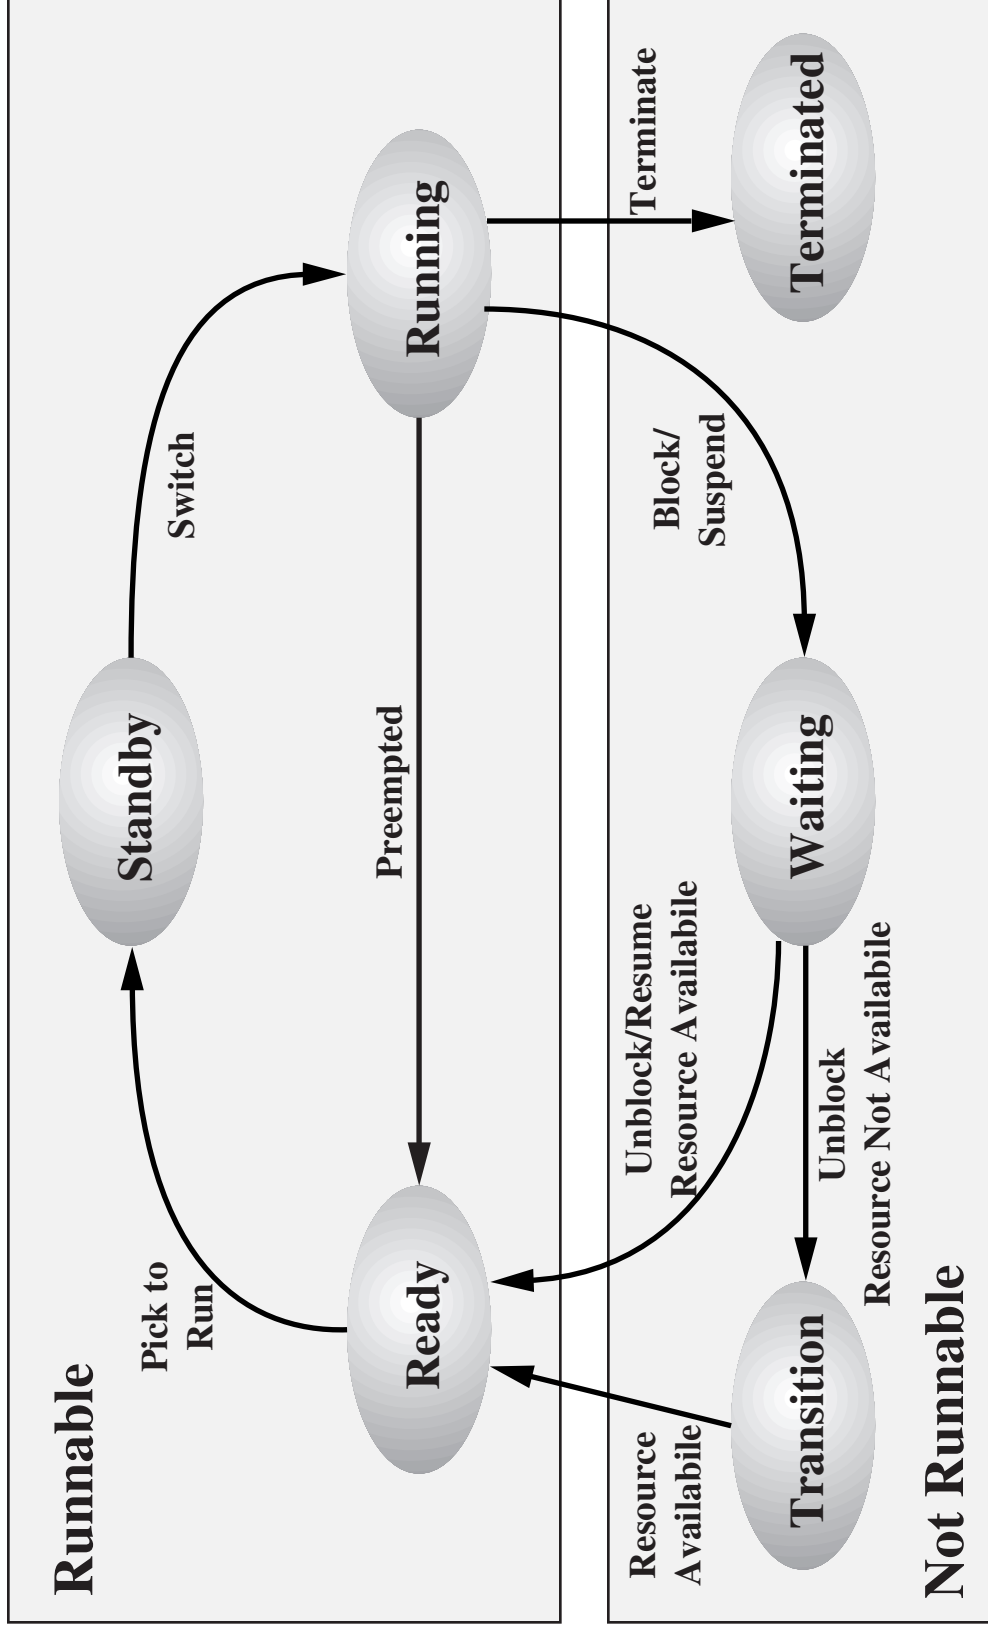 Runnable
Standby
Pick to
Run
Switch
Ready
Preempted
Running
Resource
Availabile
Unblock/Resume
Resource Availabile
Block/
Suspend
Terminate
Transition
Waiting
Terminated
Unblock
Resource Not Availabile
Not Runnable